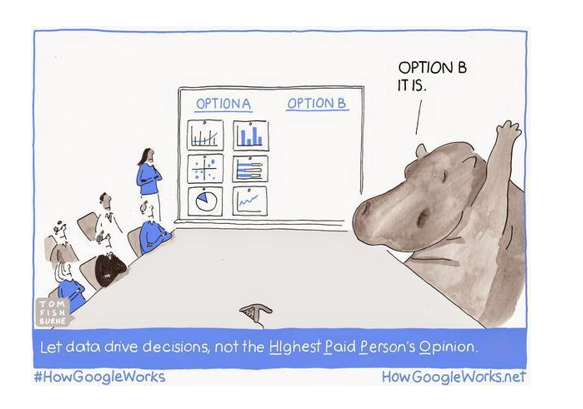 OPTION B
IT IS.
OPTION A OPTION B
TOM
FISH
BURNE
Let data drive decisions, not the HIghest Paid Person's Opinion.
#HowGoogleWorks HowGoogleWorks.net